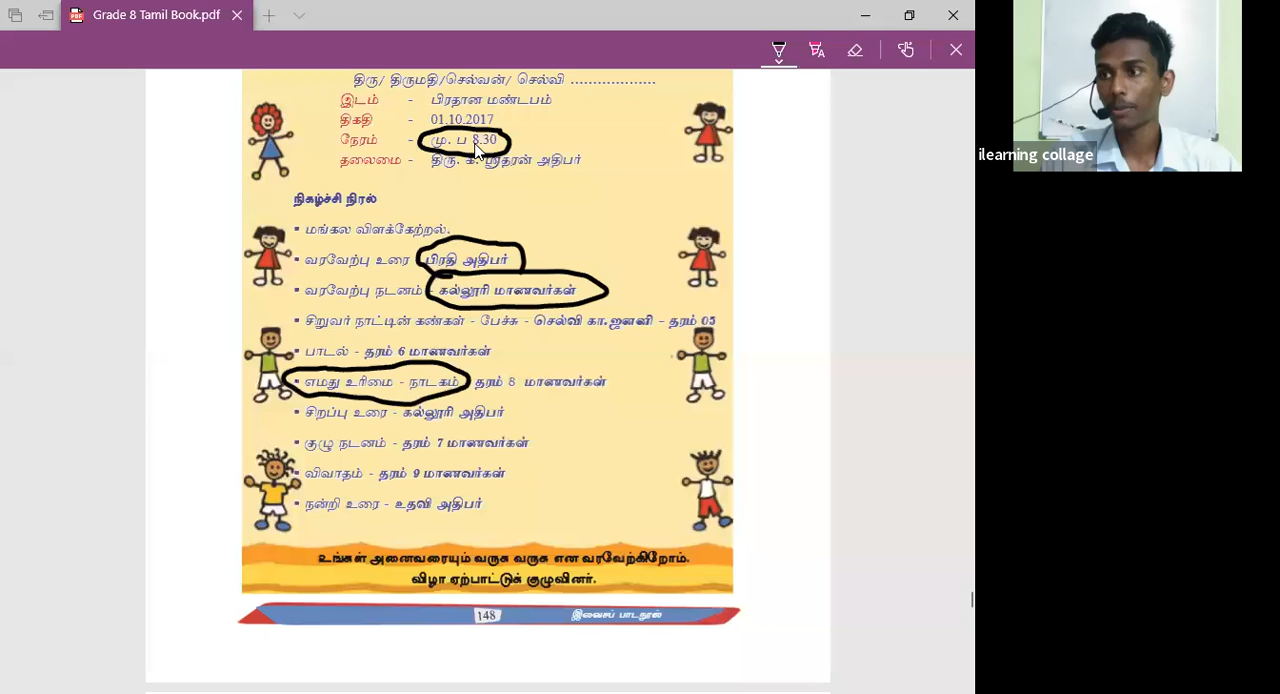 Grade 8 Tamil Book.pdf
திரு/ திருமதி/செல்வன்/ செல்வி ...................
இடம் - பிரதான மண்டபம்
திகதி - 01.10.2017
நேரம் - மு. ப 8.30
தலைமை - திரு. க. ஸ்ரீதரன் அதிபர்
நிகழ்ச்சி நிரல்
▪ மங்கல விளக்கேற்றல்.
▪ வரவேற்பு உரை - பிரதி அதிபர்
▪ வரவேற்பு நடனம் - கல்லூரி மாணவர்கள்
▪ சிறுவர் நாட்டின் கண்கள் - பேச்சு - செல்வி கா.ஜனனி - தரம் 05
▪ பாடல் - தரம் 6 மாணவர்கள்
▪ எமது உரிமை - நாடகம் - தரம் 8 மாணவர்கள்
▪ சிறப்பு உரை - கல்லூரி அதிபர்
▪ குழு நடனம் - தரம் 7 மாணவர்கள்
▪ விவாதம் - தரம் 9 மாணவர்கள்
▪ நன்றி உரை - உதவி அதிபர்
உங்கள் அனைவரையும் வருக வருக என வரவேற்கிறோம்.
விழா ஏற்பாட்டுக் குழுவினர்.
148 இலவசப் பாடநூல்
ilearning collage